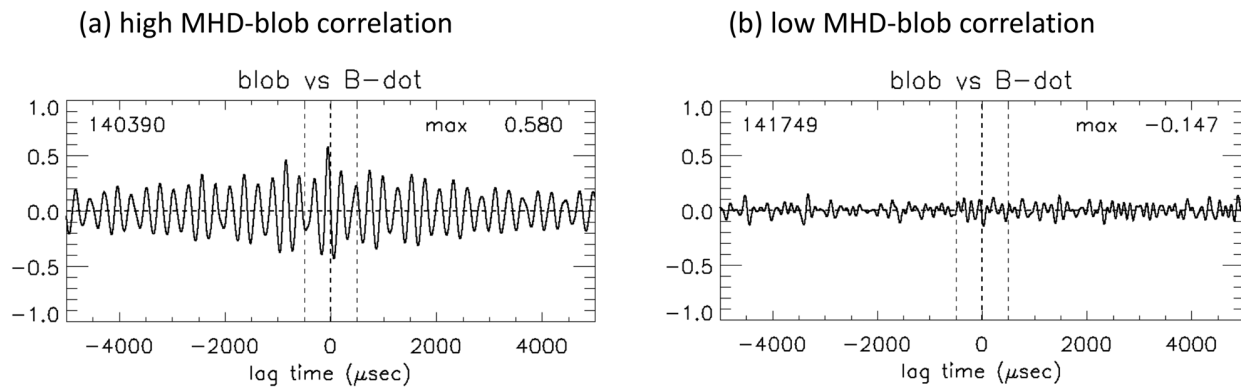 (a) high MHD-blob correlation
blob vs B-dot
1.0
140390 max 0.580
0.5
0.0
−0.5
−1.0
−4000 −2000 0 2000 4000
lag time (μsec)
(b) low MHD-blob correlation
blob vs B-dot
1.0
141749 max −0.147
0.5
0.0
−0.5
−1.0
−4000 −2000 0 2000 4000
lag time (μsec)